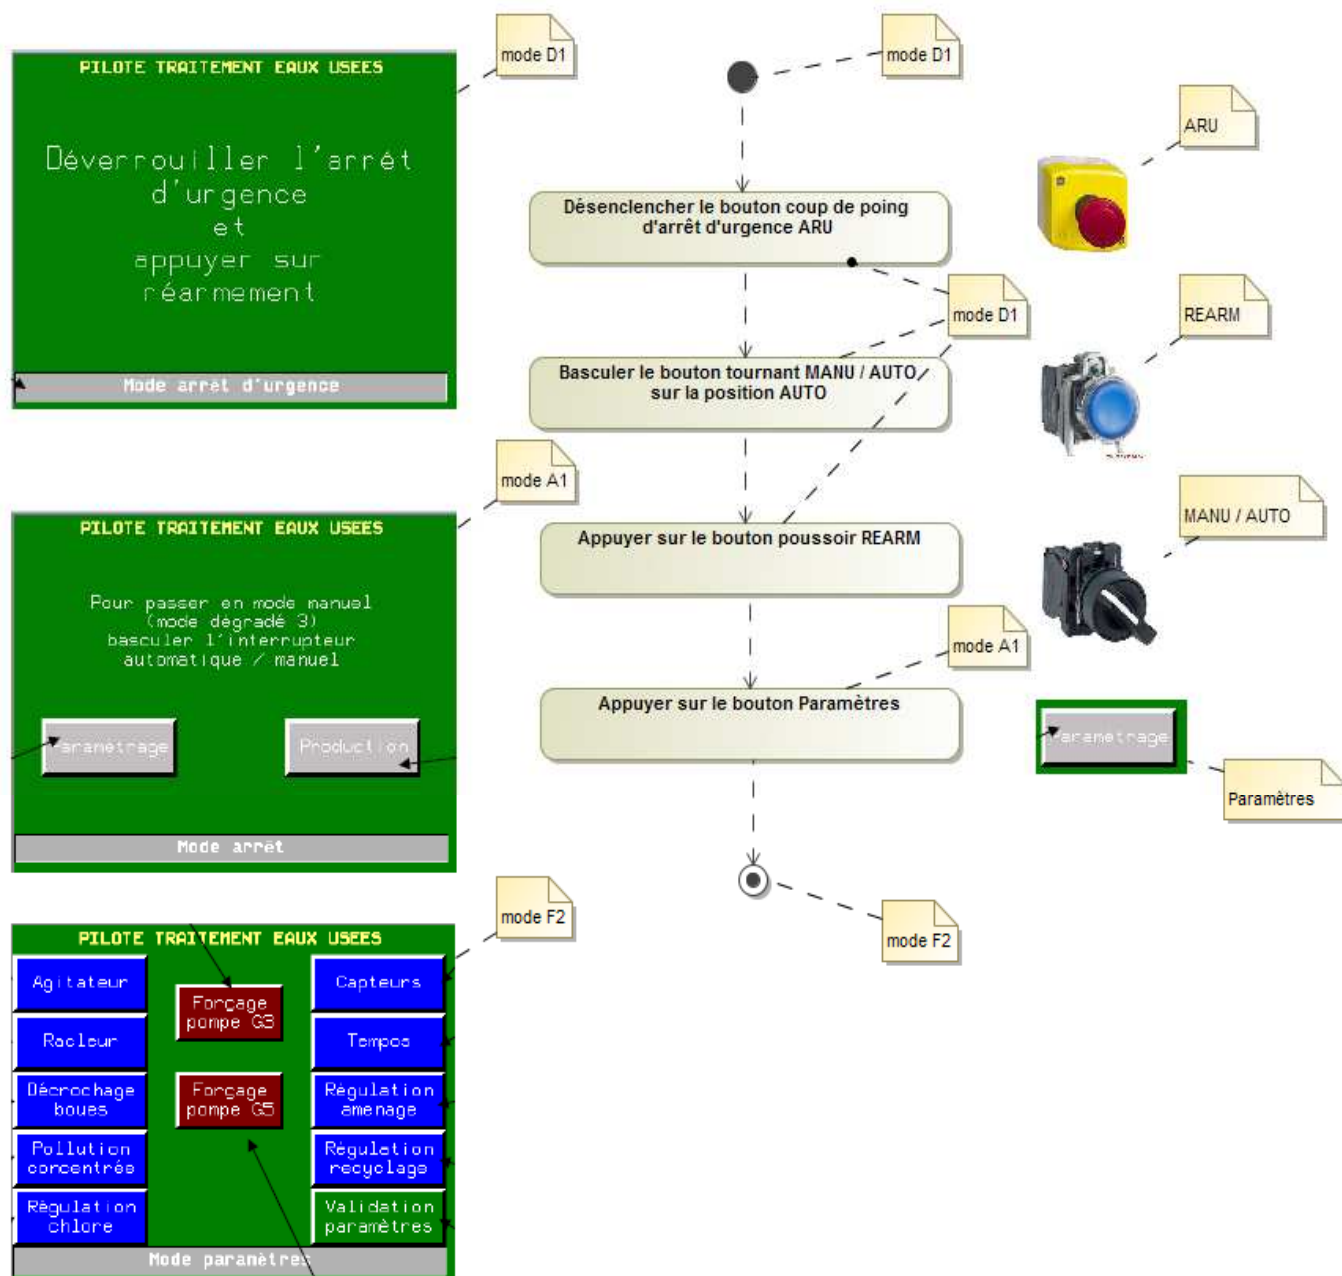 PILOTE TRAITEMENT EAUX USEES
Déverrouiller l'arrêt
d'urgence
et
appuyer sur
réarmement
Mode arrêt d'urgence
mode D1
mode D1
Désenclencher le bouton coup de poing
d'arrêt d'urgence ARU
ARU
mode D1
Basculer le bouton tournant MANU / AUTO
sur la position AUTO
REARM
mode A1
PILOTE TRAITEMENT EAUX USEES
Pour passer en mode manuel
(mode dégradé 3)
basculer l'interrupteur
automatique / manuel
Paramétrage
Production
Mode arrêt
Appuyer sur le bouton poussoir REARM
MANU / AUTO
mode A1
Appuyer sur le bouton Paramètres
Paramétrage
Paramètres
mode F2
mode F2
PILOTE TRAITEMENT EAUX USEES
Agitateur
Forçage
pompe G3
Capteurs
Racleur
Tempos
Décrochage
boues
Forçage
pompe G5
Régulation
amenage
Pollution
concentrée
Régulation
recyclage
Régulation
chlore
Validation
paramètres
Mode paramètres